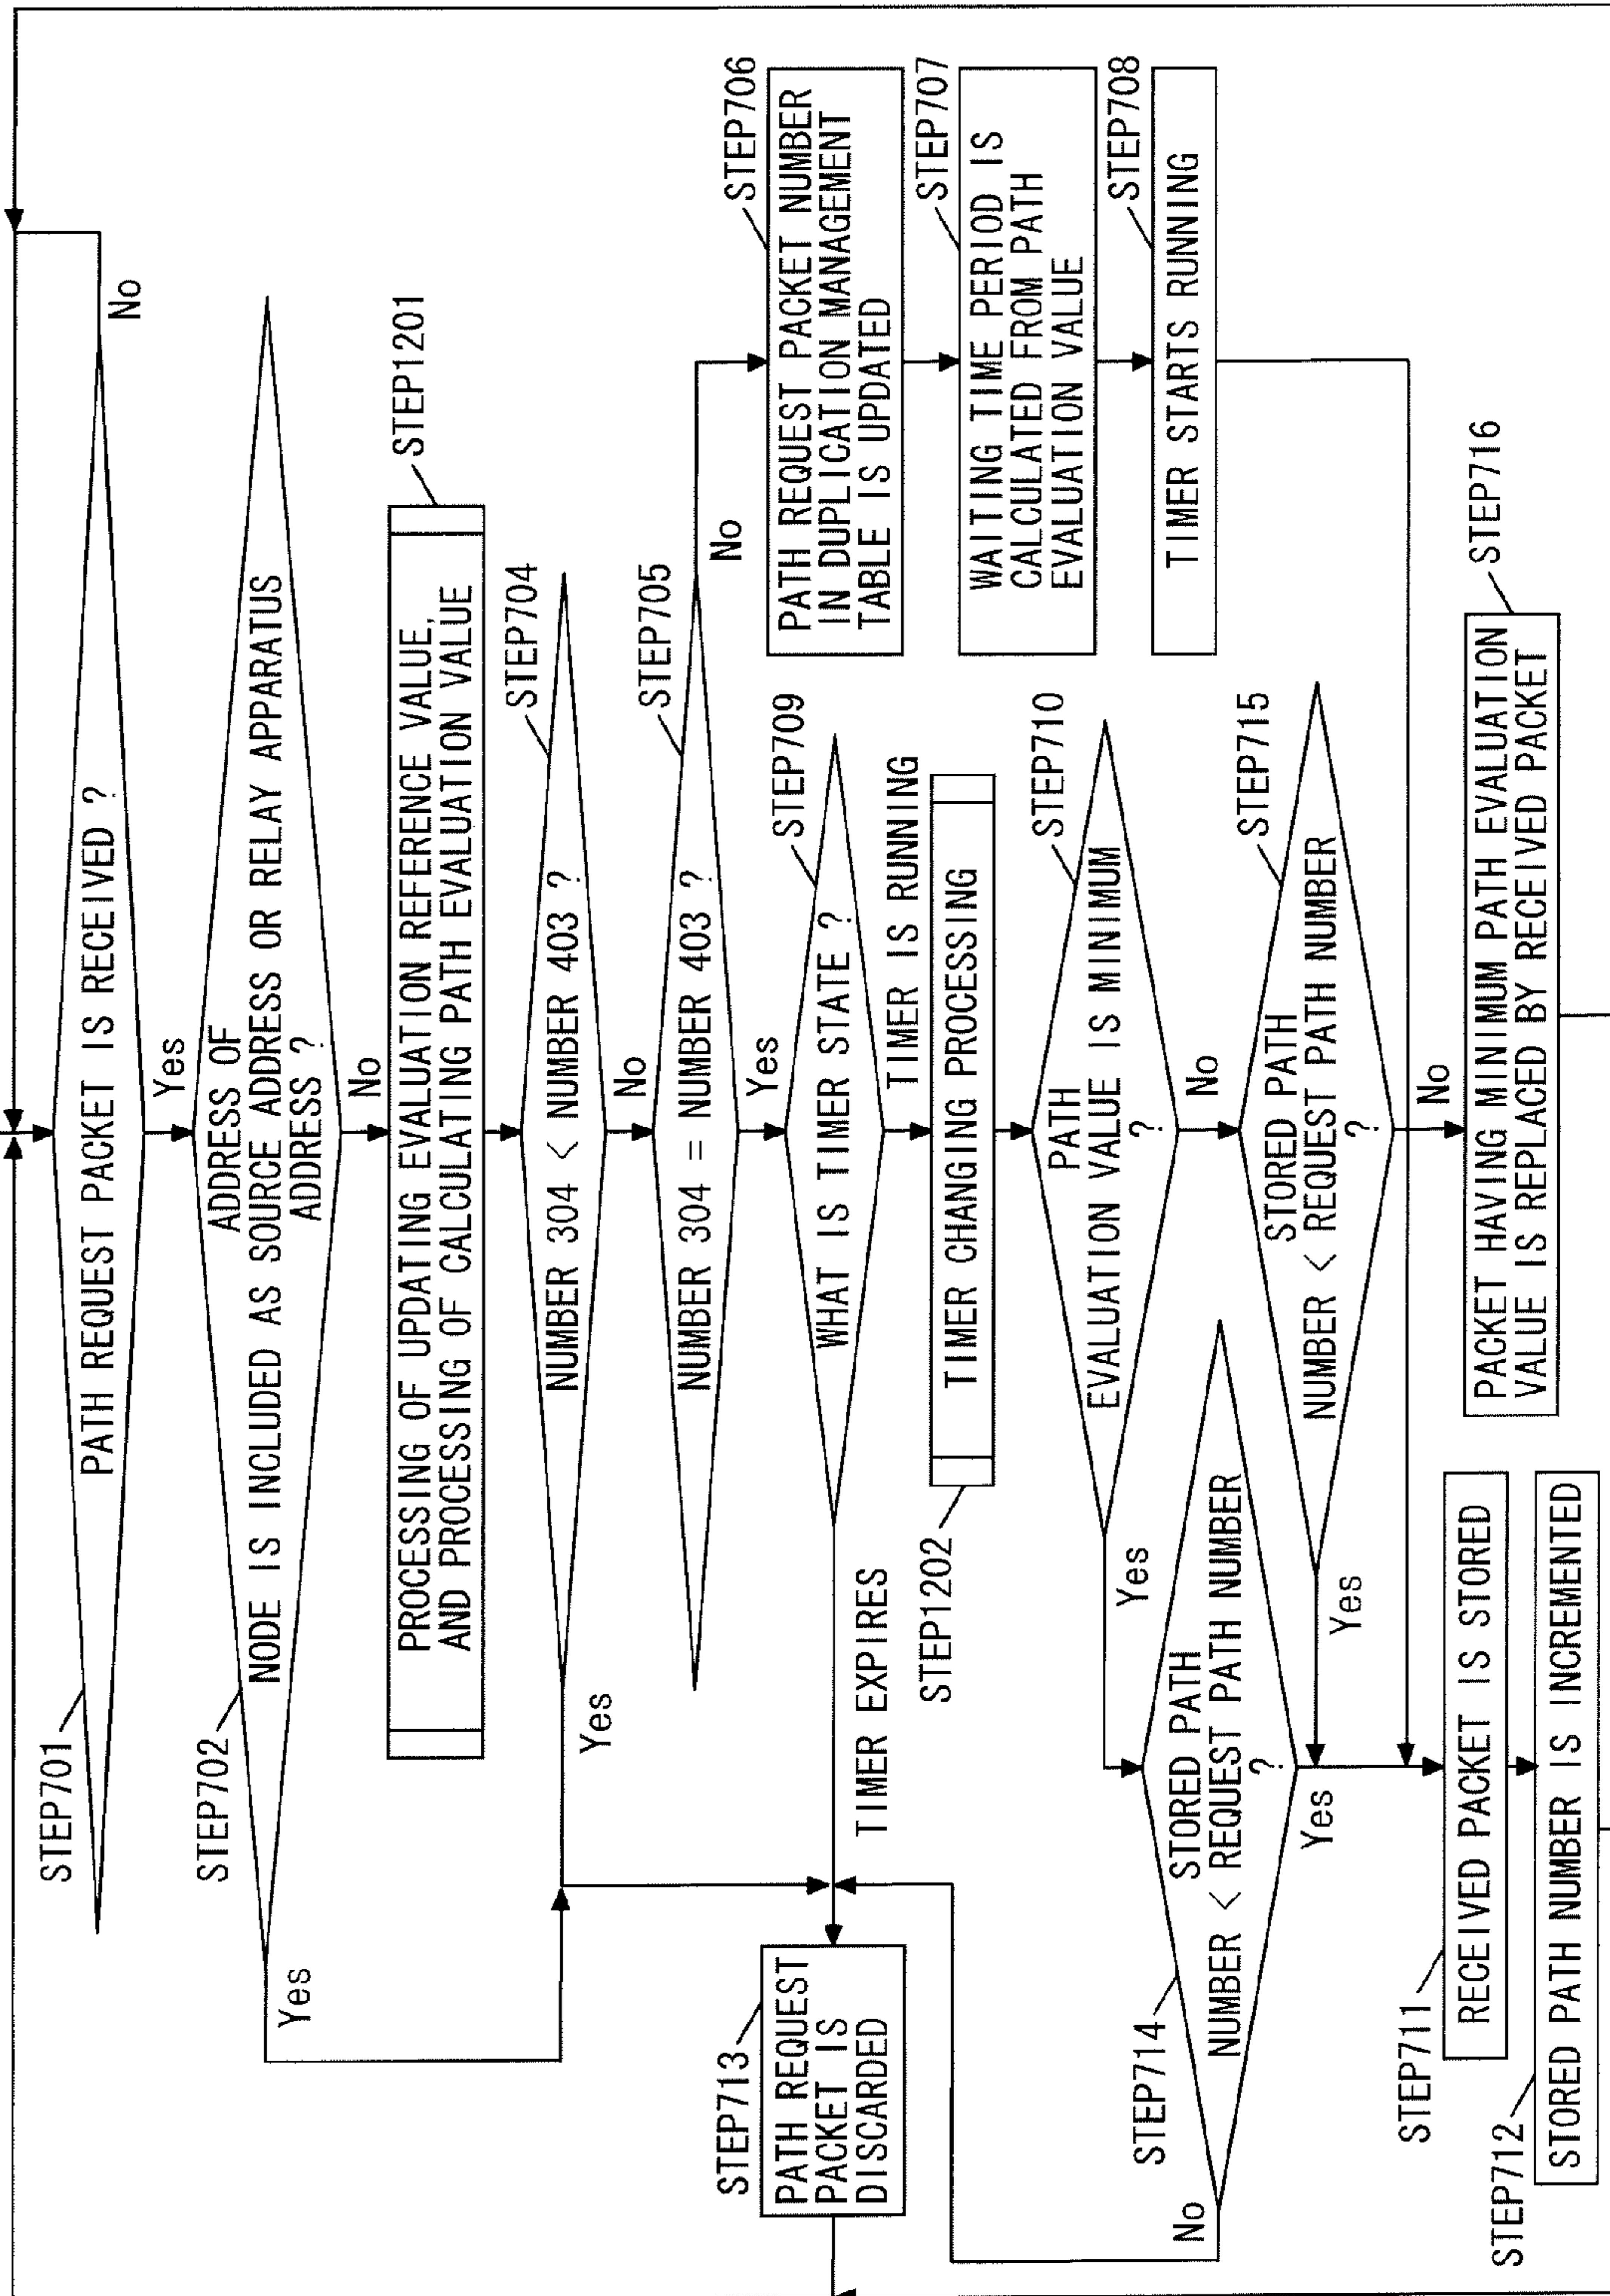 STEP701
PATH REQUEST PACKET IS RECEIVED ?
No
Yes
STEP702
ADDRESS OF
NODE IS INCLUDED AS SOURCE ADDRESS OR RELAY APPARATUS
ADDRESS ?
Yes
No
STEP1201
PROCESSING OF UPDATING EVALUATION REFERENCE VALUE,
AND PROCESSING OF CALCULATING PATH EVALUATION VALUE
STEP704
NUMBER 304 < NUMBER 403 ?
Yes
No
STEP705
NUMBER 304 = NUMBER 403 ?
No
Yes
STEP706
PATH REQUEST PACKET NUMBER
IN DUPLICATION MANAGEMENT
TABLE IS UPDATED
STEP707
WAITING TIME PERIOD IS
CALCULATED FROM PATH
EVALUATION VALUE
STEP708
TIMER STARTS RUNNING
STEP709
WHAT IS TIMER STATE ?
TIMER EXPIRES
TIMER IS RUNNING
STEP713
PATH REQUEST
PACKET IS
DISCARDED
STEP1202
TIMER CHANGING PROCESSING
STEP710
PATH
EVALUATION VALUE IS MINIMUM
?
Yes
No
STEP714
STORED PATH
NUMBER < REQUEST PATH NUMBER
?
No
Yes
STEP715
STORED PATH
NUMBER < REQUEST PATH NUMBER
?
Yes
No
STEP711
RECEIVED PACKET IS STORED
STEP712
STORED PATH NUMBER IS INCREMENTED
STEP716
PACKET HAVING MINIMUM PATH EVALUATION
VALUE IS REPLACED BY RECEIVED PACKET